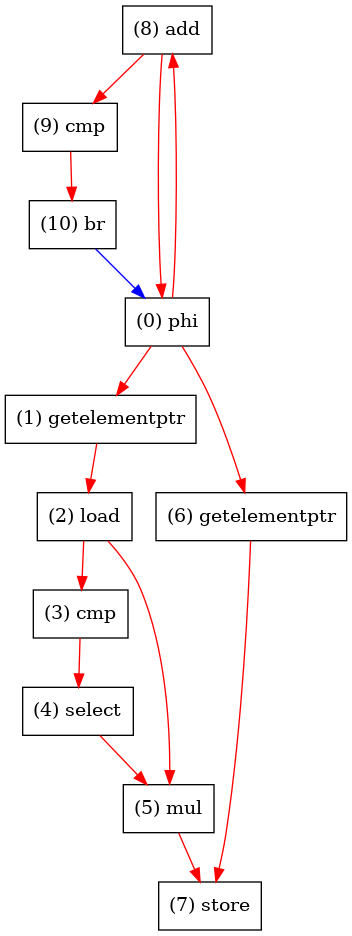 (8) add
(9) cmp
(10) br
(0) phi
(1) getelementptr
(2) load
(6) getelementptr
(3) cmp
(4) select
(5) mul
(7) store